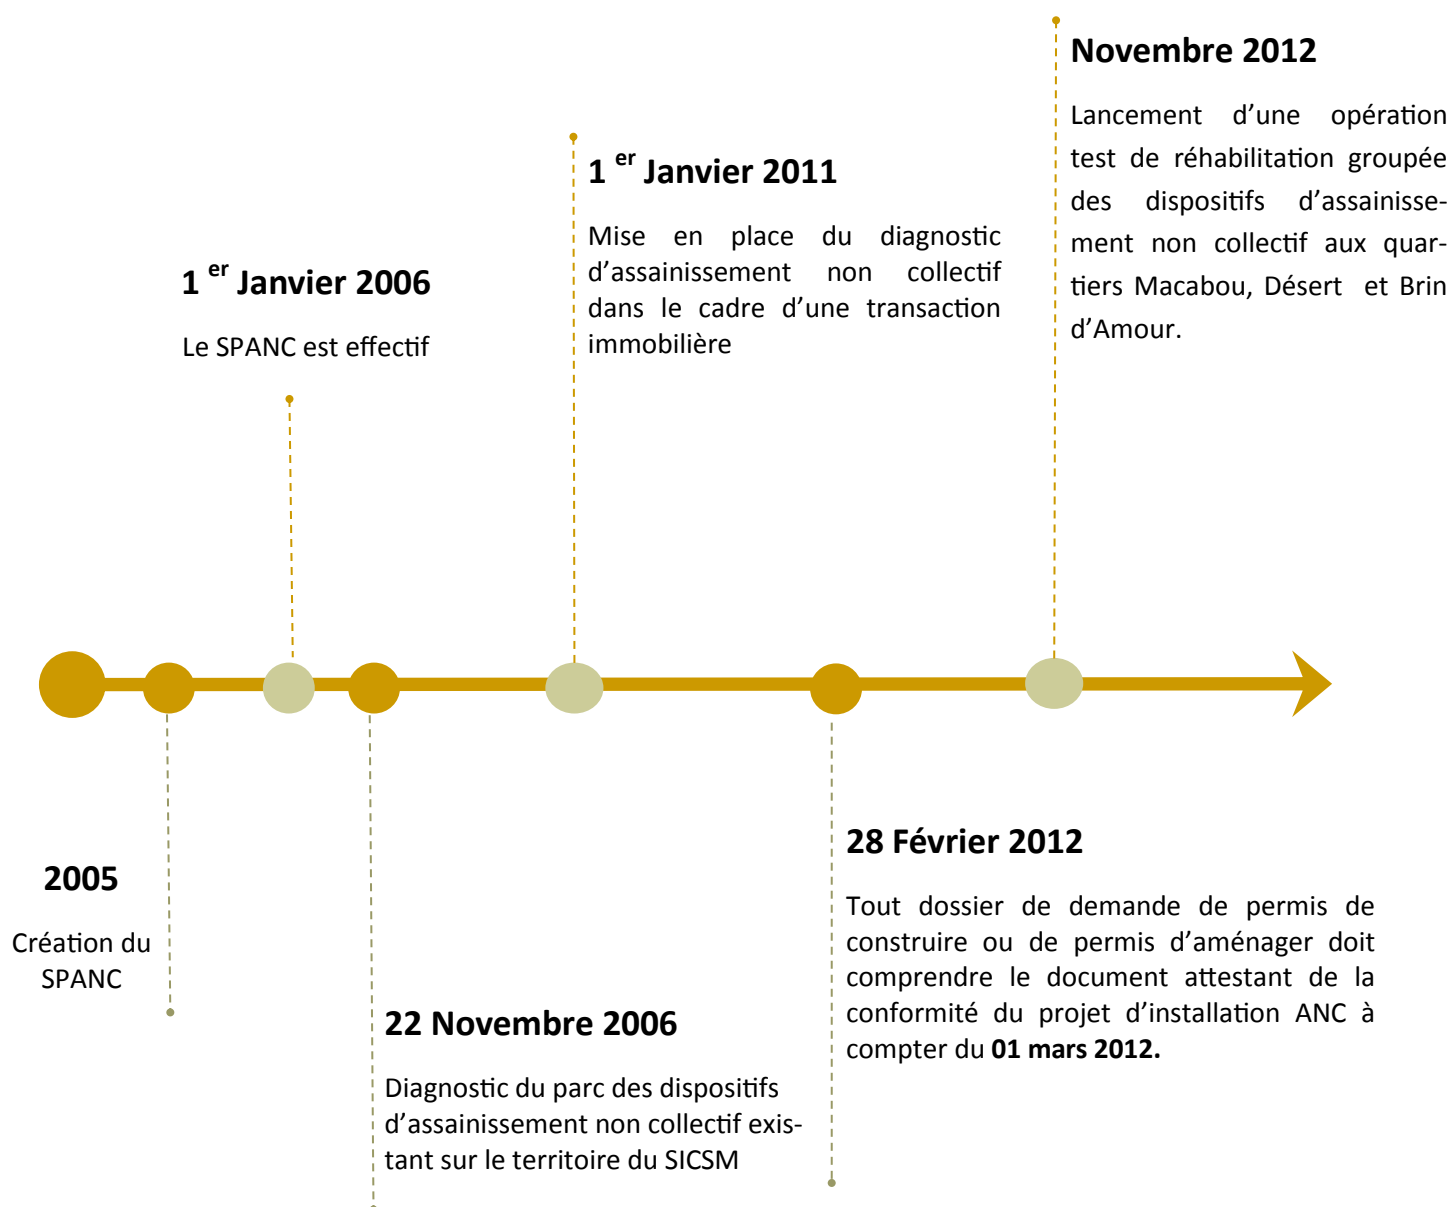 Novembre 2012
Lancement d’une opération
test de réhabilitation groupée
des dispositifs d’assainisse-
ment non collectif aux quar-
tiers Macabou, Désert et Brin
d’Amour.
1 er Janvier 2011
Mise en place du diagnostic
d’assainissement non collectif
dans le cadre d’une transaction
immobilière
1 er Janvier 2006
Le SPANC est effectif
2005
Création du
SPANC
22 Novembre 2006
Diagnostic du parc des dispositifs
d’assainissement non collectif exis-
tant sur le territoire du SICSM
28 Février 2012
Tout dossier de demande de permis de
construire ou de permis d’aménager doit
comprendre le document attestant de la
conformité du projet d’installation ANC à
compter du 01 mars 2012.